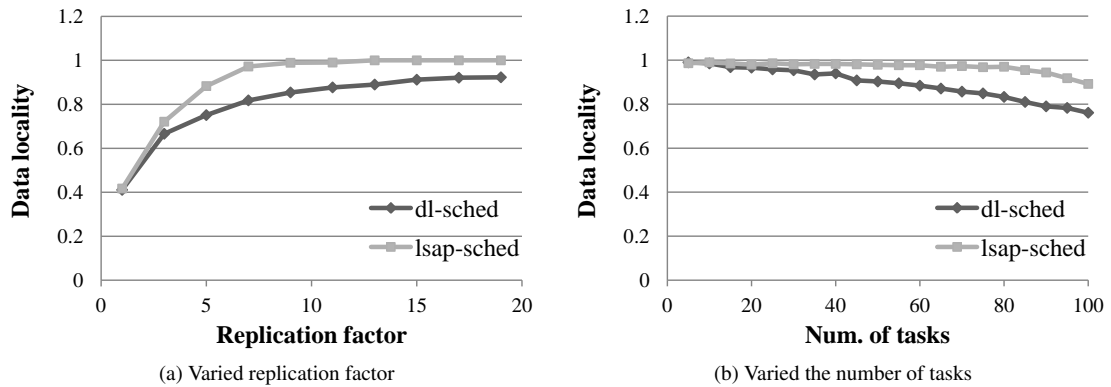 1.2
1
0.8
0.6
0.4
0.2
0
Data locality
dl-sched
lsap-sched
0 5 10 15 20
Replication factor
(a) Varied replication factor
1.2
1
0.8
0.6
0.4
0.2
0
Data locality
dl-sched
lsap-sched
0 20 40 60 80 100
Num. of tasks
(b) Varied the number of tasks